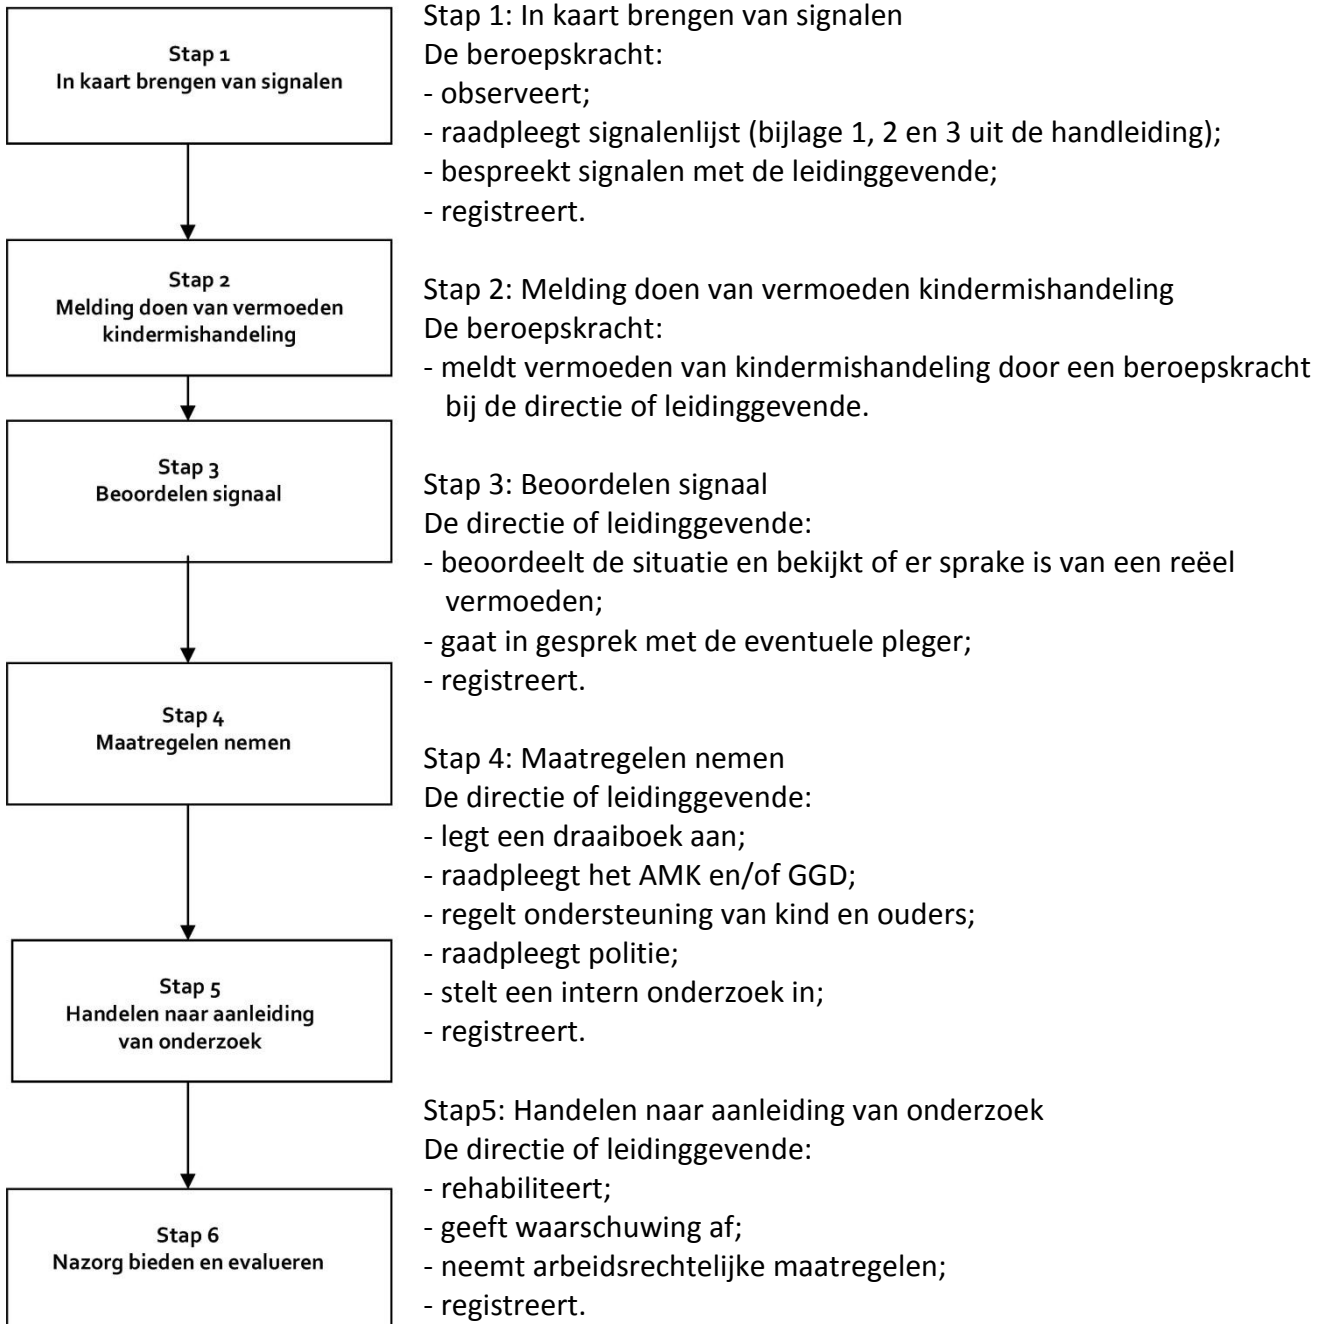 Stap 1
In kaart brengen van signalen
Stap 2
Melding doen van vermoeden
kindermishandeling
Stap 3
Beoordelen signaal
Stap 4
Maatregelen nemen
Stap 5
Handelen naar aanleiding
van onderzoek
Stap 6
Nazorg bieden en evalueren
Stap 1: In kaart brengen van signalen
De beroepskracht:
- observeert;
- raadpleegt signalenlijst (bijlage 1, 2 en 3 uit de handleiding);
- bespreekt signalen met de leidinggevende;
- registreert.
Stap 2: Melding doen van vermoeden kindermishandeling
De beroepskracht:
- meldt vermoeden van kindermishandeling door een beroepskracht
bij de directie of leidinggevende.
Stap 3: Beoordelen signaal
De directie of leidinggevende:
- beoordeelt de situatie en bekijkt of er sprake is van een reëel
vermoeden;
- gaat in gesprek met de eventuele pleger;
- registreert.
Stap 4: Maatregelen nemen
De directie of leidinggevende:
- legt een draaiboek aan;
- raadpleegt het AMK en/of GGD;
- regelt ondersteuning van kind en ouders;
- raadpleegt politie;
- stelt een intern onderzoek in;
- registreert.
Stap5: Handelen naar aanleiding van onderzoek
De directie of leidinggevende:
- rehabiliteert;
- geeft waarschuwing af;
- neemt arbeidsrechtelijke maatregelen;
- registreert.